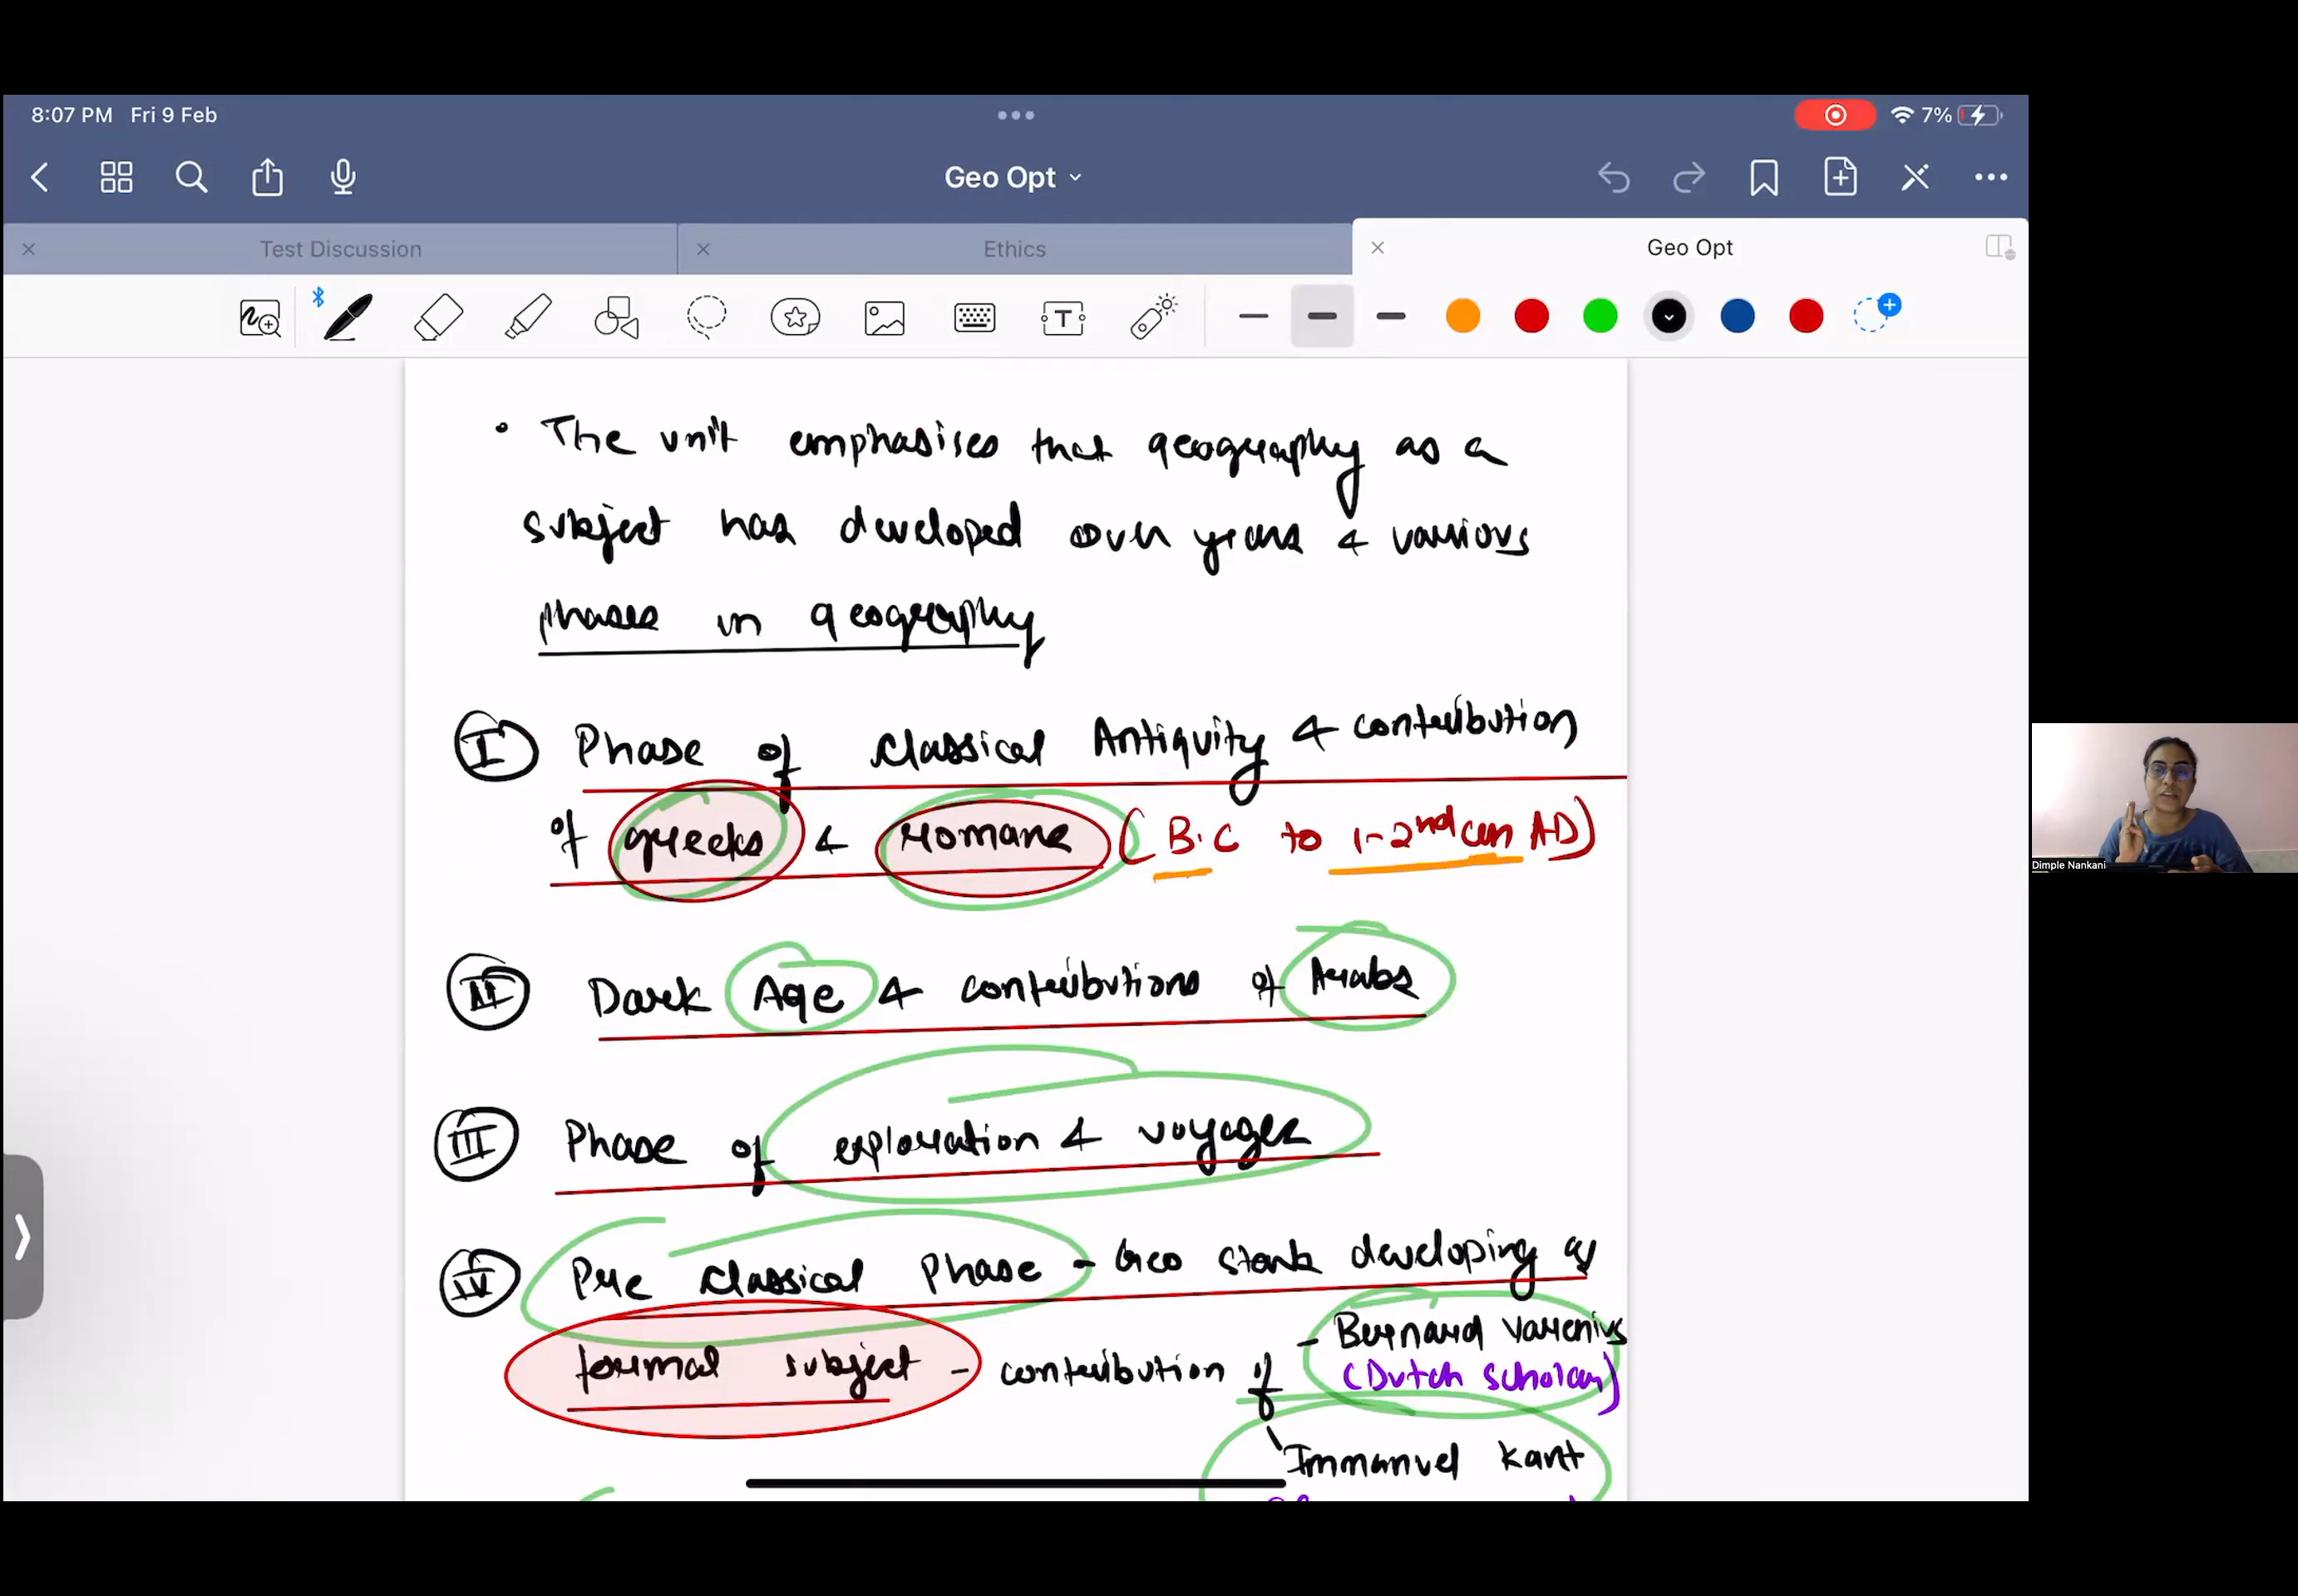 8:07 PM Fri 9 Feb
7%
Geo Opt
Test Discussion
Ethics
Geo Opt
T
• The unit emphasises that geography as a
subject has developed over years & various
phases in geography
I Phase of Classical Antiquity & contribution
of Greeks & Romans (B.C to 1-2nd cen A.D)
II Dark Age & contributions of Arabs
III Phase of exploration & voyages
IV Pre Classical Phase - Geo starts developing as
formal subject - contribution of - Bernard Varenius
(Dutch scholar)
Immanuel Kant
Dimple Nankani